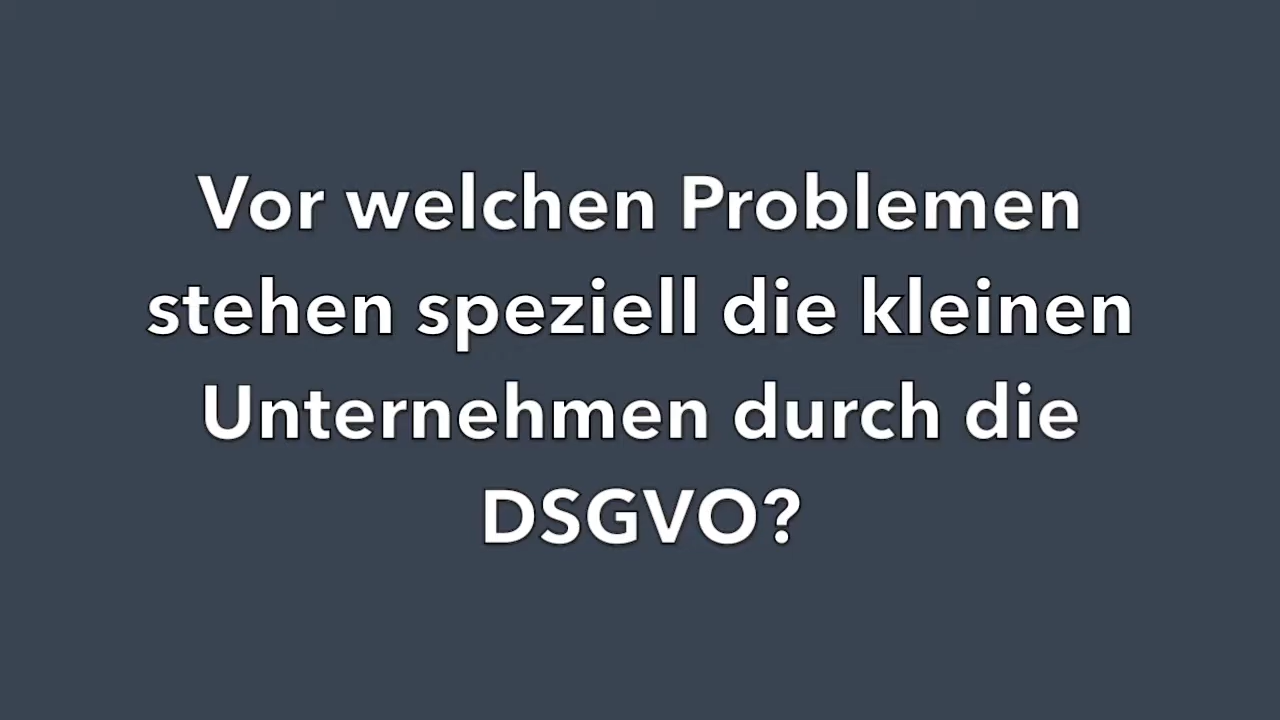 Vor welchen Problemen
stehen speziell die kleinen
Unternehmen durch die
DSGVO?